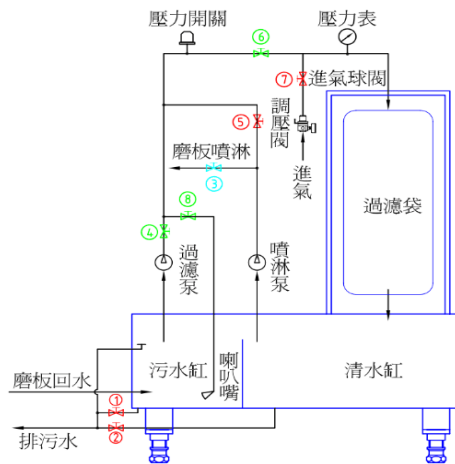 壓力開關
壓力表
⑥
⑦
進氣球閥
調壓閥
⑤
磨板噴淋
③
進氣
⑧
過濾袋
④
過濾泵
噴淋泵
污水缸
喇叭嘴
清水缸
磨板回水
①
排污水
②